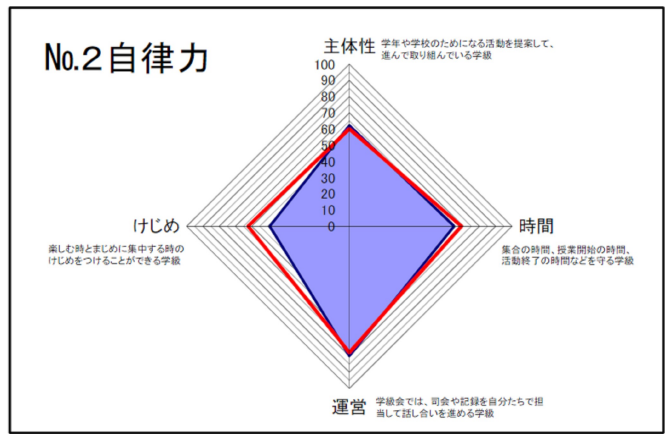 №2自律力
主体性
学年や学校のためになる活動を提案して、
進んで取り組んでいる学級
100
90
80
70
60
50
40
30
20
10
0
けじめ
楽しむ時とまじめに集中する時の
けじめをつけることができる学級
時間
集合の時間、授業開始の時間、
活動終了の時間などを守る学級
運営
学級会では、司会や記録を自分たちで担
当して話し合いを進める学級